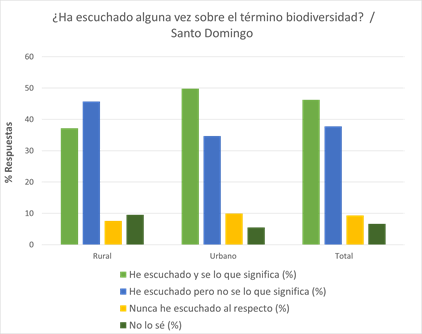 ¿Ha escuchado alguna vez sobre el término biodiversidad?  /
Santo Domingo
% Respuestas
60
50
40
30
20
10
0
Rural
Urbano
Total
He escuchado y se lo que significa (%)
He escuchado pero no se lo que significa (%)
Nunca he escuchado al respecto (%)
No lo sé (%)